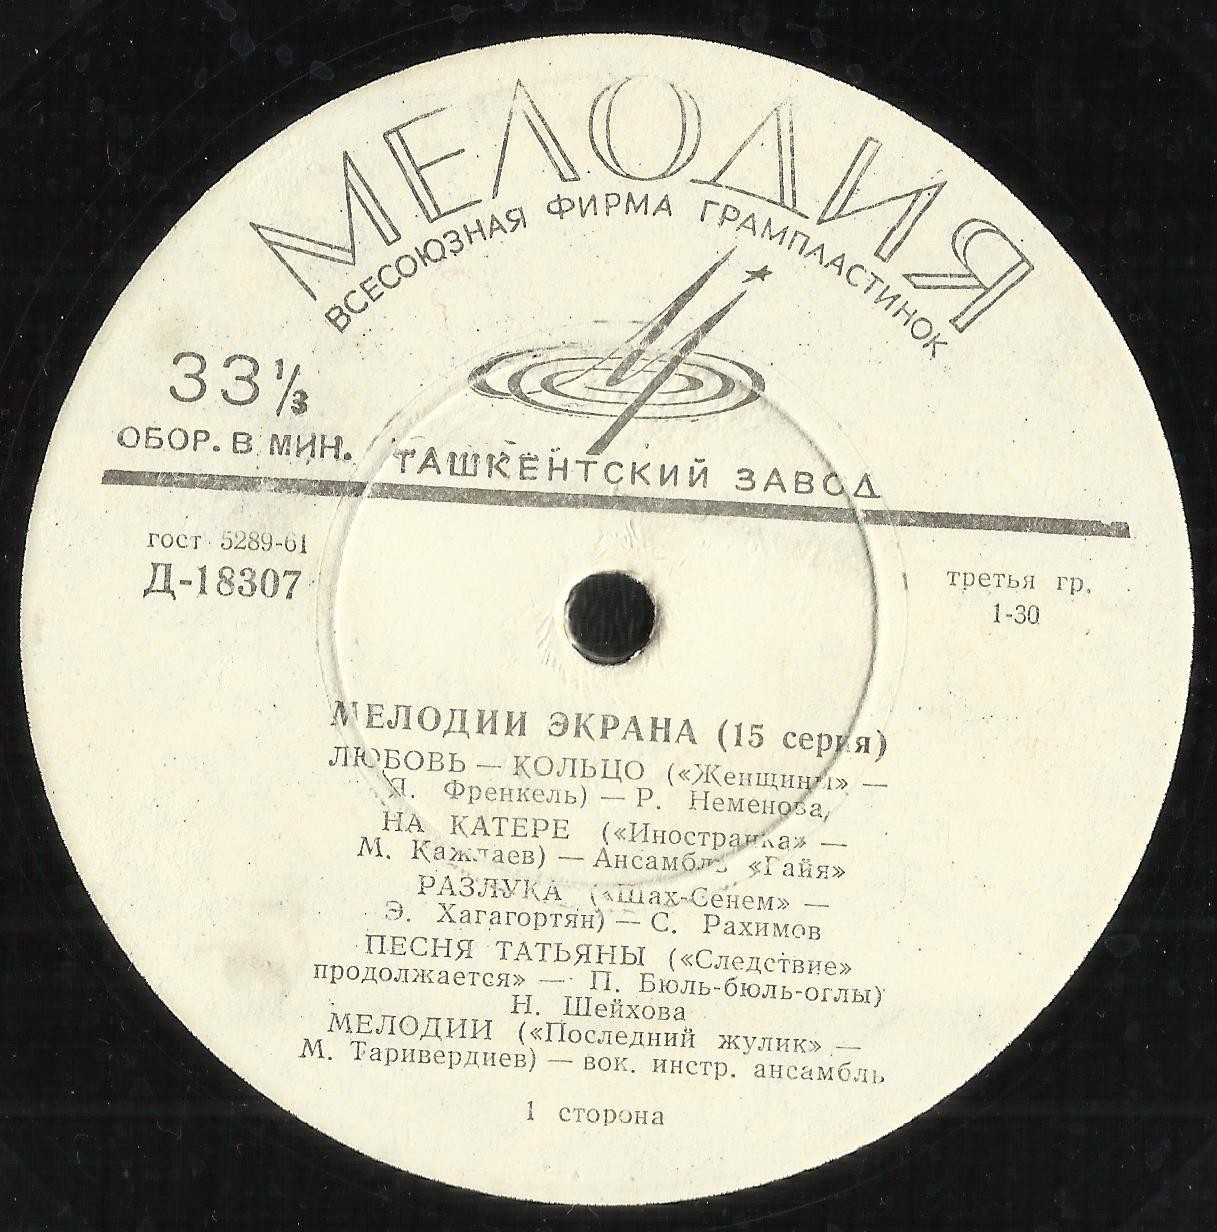 МЕЛОДИЯ
ВСЕСОЮЗНАЯ ФИРМА ГРАМПЛАСТИНОК
33 1/3
ОБОР. В МИН.
ТАШКЕНТСКИЙ ЗАВОД
гост 5289-61
Д-18307
третья гр.
1-30
МЕЛОДИИ ЭКРАНА (15 серия)
ЛЮБОВЬ — КОЛЬЦО («Женщины» —
Я. Френкель) — Р. Неменова,
НА КАТЕРЕ («Иностранка» —
М. Кажлаев) — Ансамбль «Гайя»
РАЗЛУКА («Шах-Сенем» —
Э. Хагагортян) — С. Рахимов
ПЕСНЯ ТАТЬЯНЫ («Следствие»
продолжается» — П. Бюль-бюль-оглы)
Н. Шейхова
МЕЛОДИИ («Последний жулик» —
М. Таривердиев) — вок. инстр. ансамбль
1 сторона